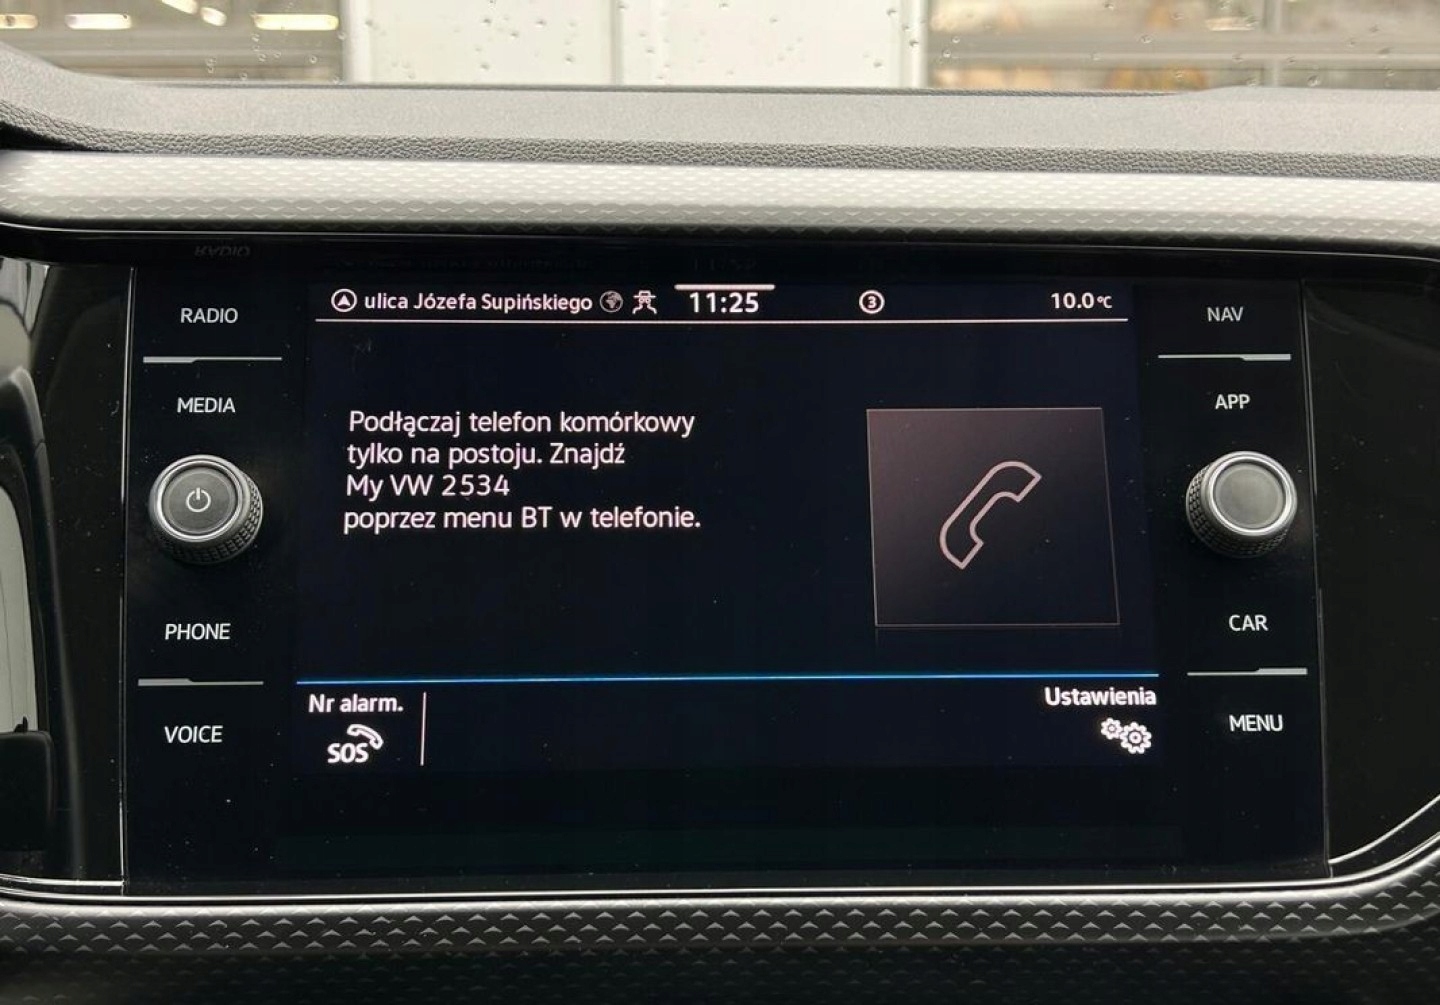 RADIO
MEDIA
PHONE
VOICE
ulica Józefa Supińskiego 11:25 3 10.0°C
Podłączaj telefon komórkowy
tylko na postoju. Znajdź
My VW 2534
poprzez menu BT w telefonie.
Nr alarm.
SOS
Ustawienia
NAV
APP
CAR
MENU